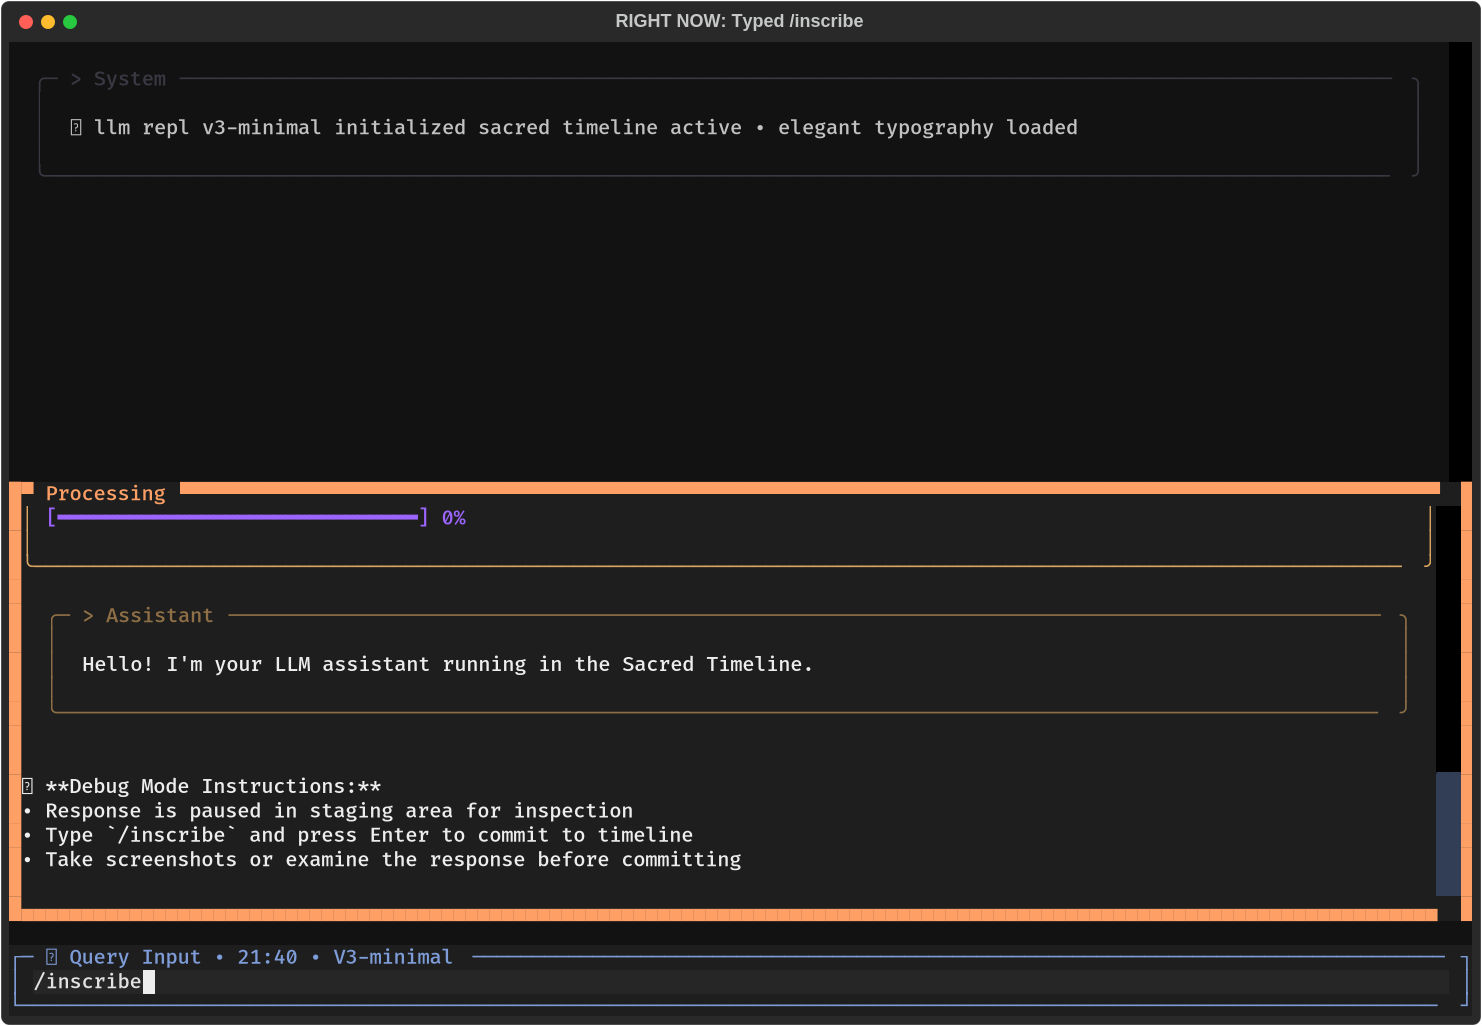 RIGHT NOW: Typed /inscribe
> System
llm repl v3-minimal initialized sacred timeline active • elegant typography loaded
Processing
[━━━━━━━━━━━━━━━━━━━━━━━━━━━━━━] 0%
> Assistant
Hello! I'm your LLM assistant running in the Sacred Timeline.
**Debug Mode Instructions:**
• Response is paused in staging area for inspection
• Type `/inscribe` and press Enter to commit to timeline
• Take screenshots or examine the response before committing
Query Input • 21:40 • V3-minimal
/inscribe